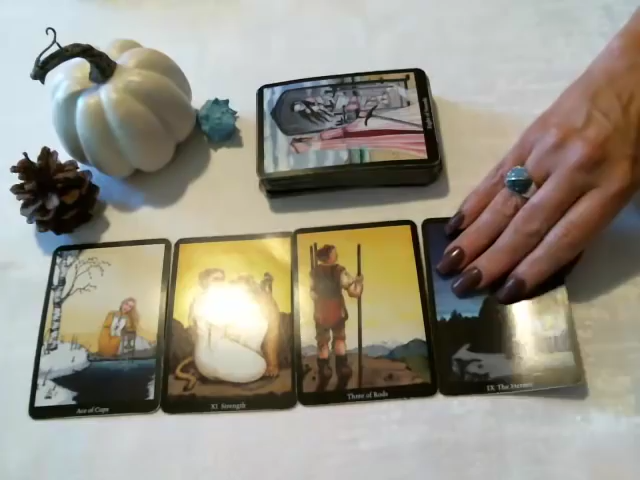 Ace of Cups
XI Strength
Three of Rods
IX The Hermit